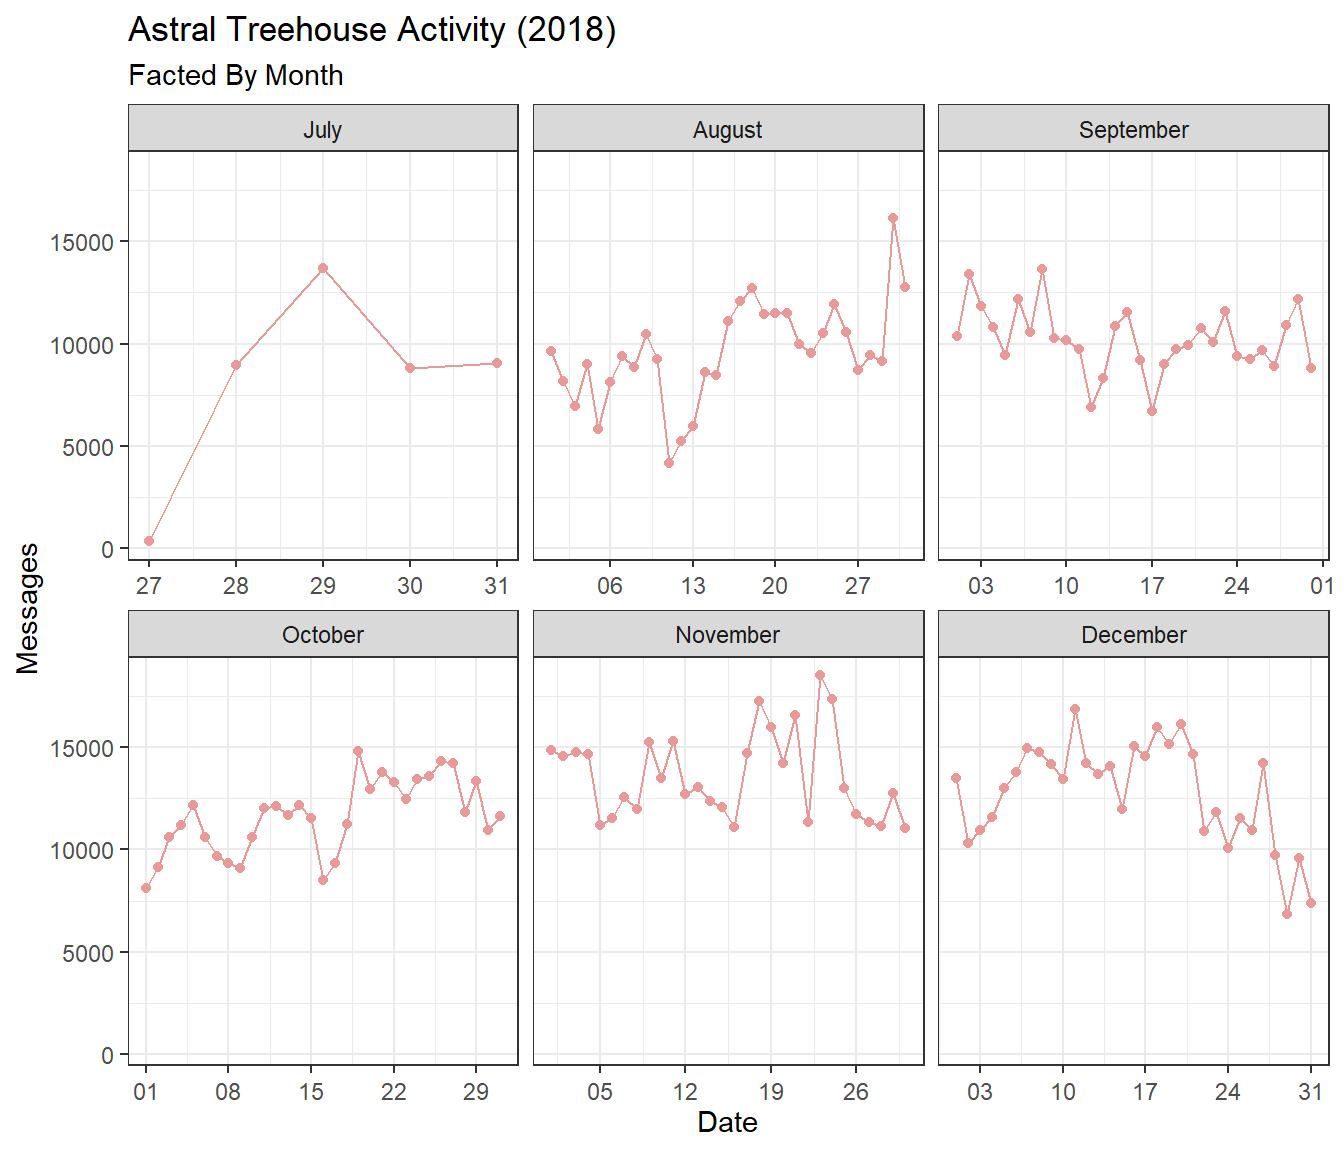 Astral Treehouse Activity (2018)
Facted By Month
July
August
September
15000
10000
5000
0
27 28 29 30 31
06 13 20 27
03 10 17 24 01
Messages
October
November
December
15000
10000
5000
0
01 08 15 22 29
05 12 19 26
03 10 17 24 31
Date